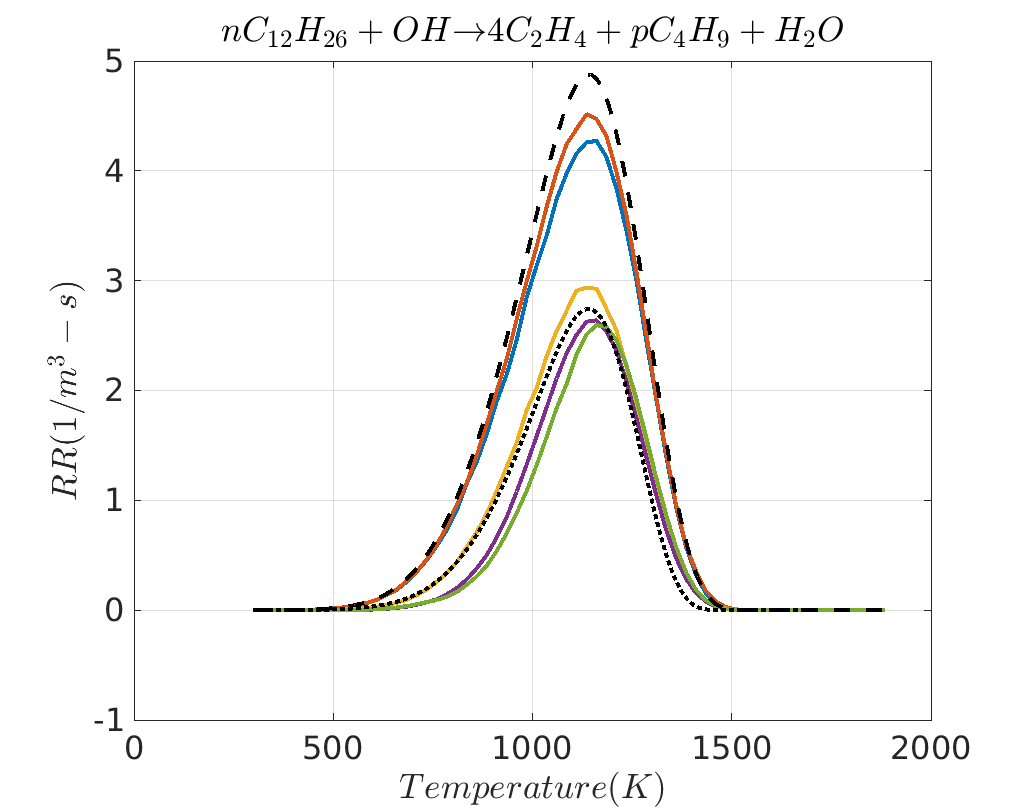 nC₁₂H₂₆ + OH→4C₂H₄ + pC₄H₉ + H₂O
5
4
3
2
1
0
-1
RR(1/m³ − s)
0 500 1000 1500 2000
Temperature(K)